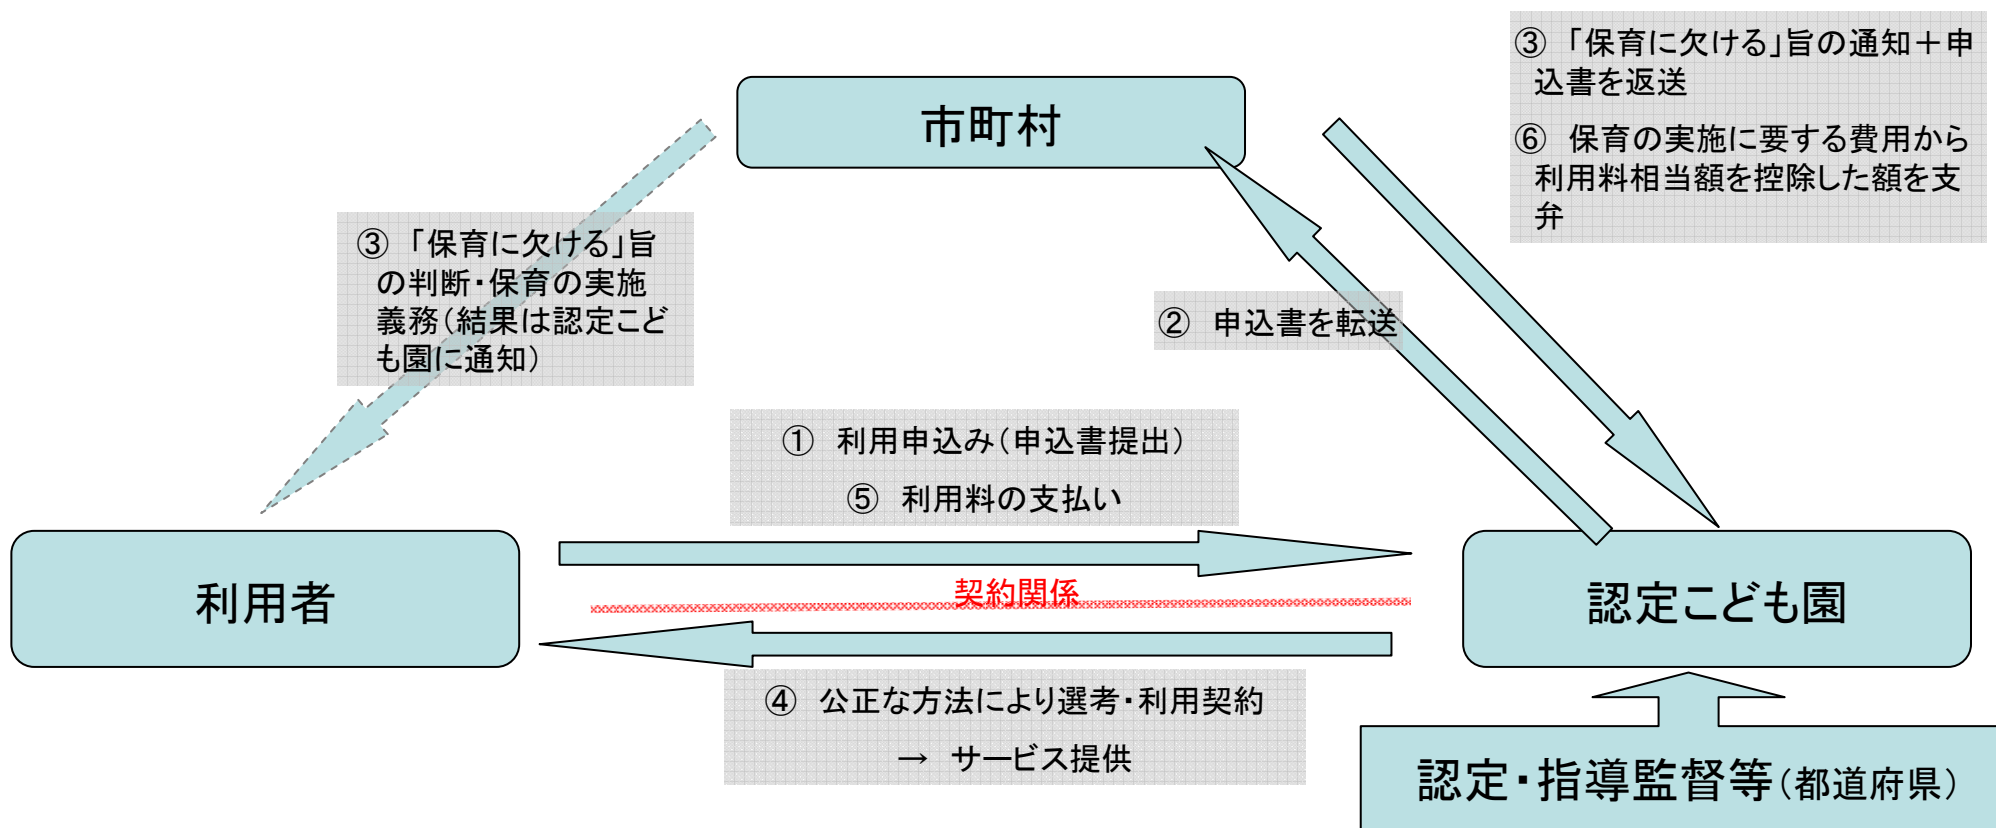 市町村
③ 「保育に欠ける」旨の通知＋申
込書を返送
⑥ 保育の実施に要する費用から
利用料相当額を控除した額を支
弁
③ 「保育に欠ける」旨
の判断・保育の実施
義務（結果は認定こど
も園に通知）
② 申込書を転送
① 利用申込み（申込書提出）
⑤ 利用料の支払い
利用者
契約関係
認定こども園
④ 公正な方法により選考・利用契約
→ サービス提供
認定・指導監督等（都道府県）